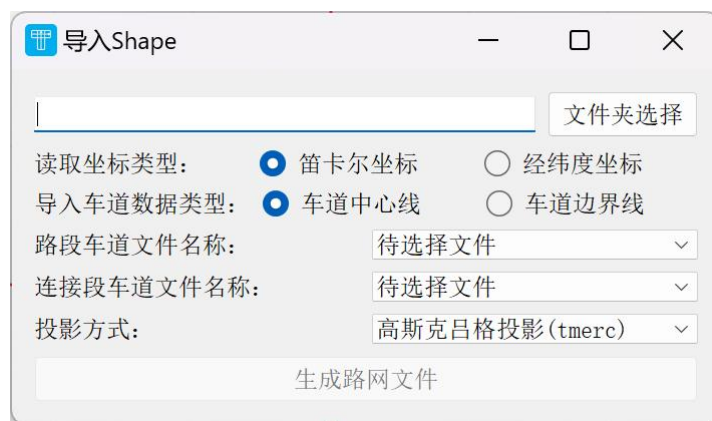 导入Shape
文件夹选择
读取坐标类型： 笛卡尔坐标 经纬度坐标
导入车道数据类型： 车道中心线 车道边界线
路段车道文件名称： 待选择文件
连接段车道文件名称： 待选择文件
投影方式： 高斯克吕格投影(tmerc)
生成路网文件